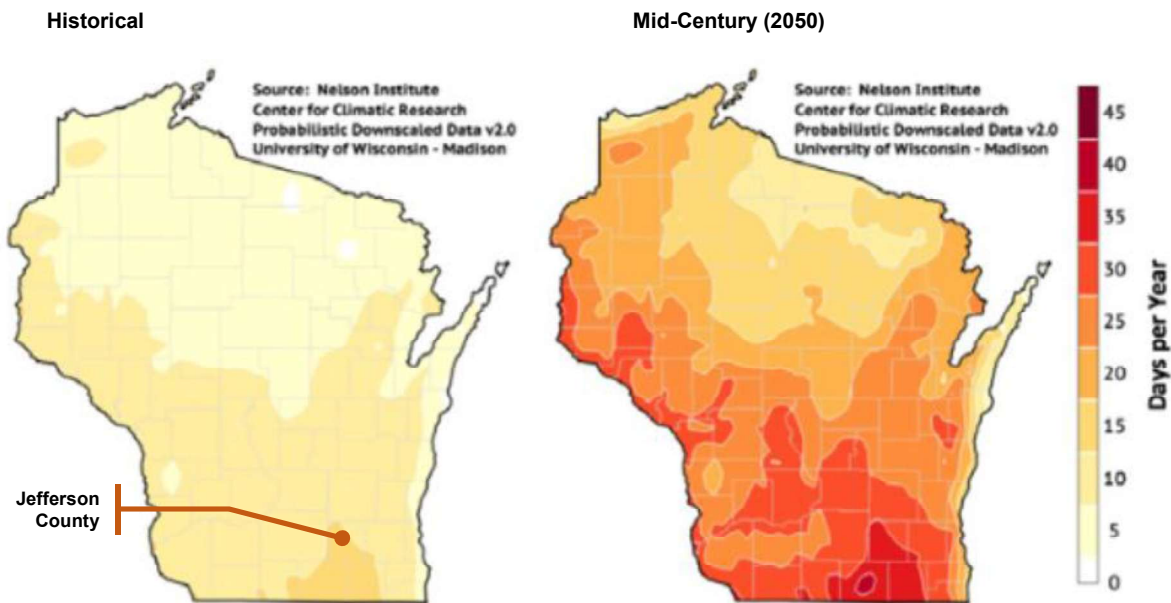 Historical
Mid-Century (2050)
Source: Nelson Institute
Center for Climatic Research
Probabilistic Downscaled Data v2.0
University of Wisconsin - Madison
Source: Nelson Institute
Center for Climatic Research
Probabilistic Downscaled Data v2.0
University of Wisconsin - Madison
45
40
35
30
25
20
15
10
5
0
Days per Year
Jefferson
County